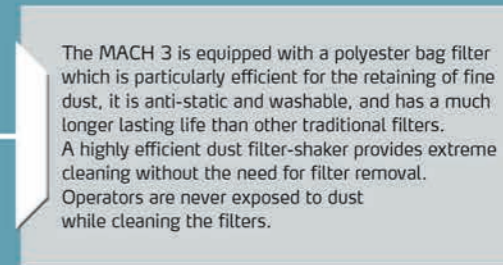 The MACH 3 is equipped with a polyester bag filter
which is particularly efficient for the retaining of fine
dust, it is anti-static and washable, and has a much
longer lasting life than other traditional filters.
A highly efficient dust filter-shaker provides extreme
cleaning without the need for filter removal.
Operators are never exposed to dust
while cleaning the filters.